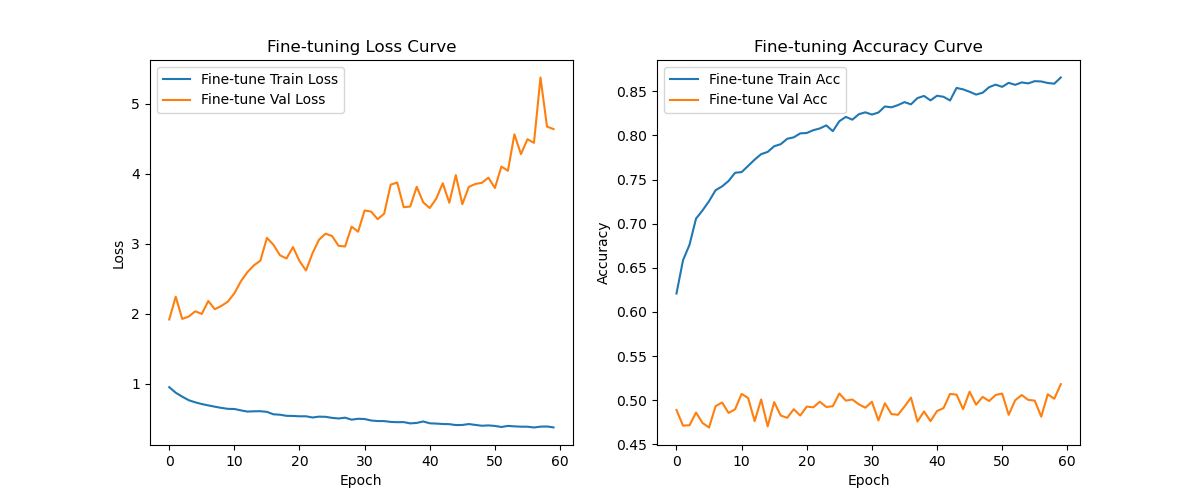 Fine-tuning Loss Curve
Fine-tune Train Loss
Fine-tune Val Loss
5
4
3
2
1
Loss
0 10 20 30 40 50 60
Epoch
Fine-tuning Accuracy Curve
Fine-tune Train Acc
Fine-tune Val Acc
0.85
0.80
0.75
0.70
0.65
0.60
0.55
0.50
0.45
Accuracy
0 10 20 30 40 50 60
Epoch